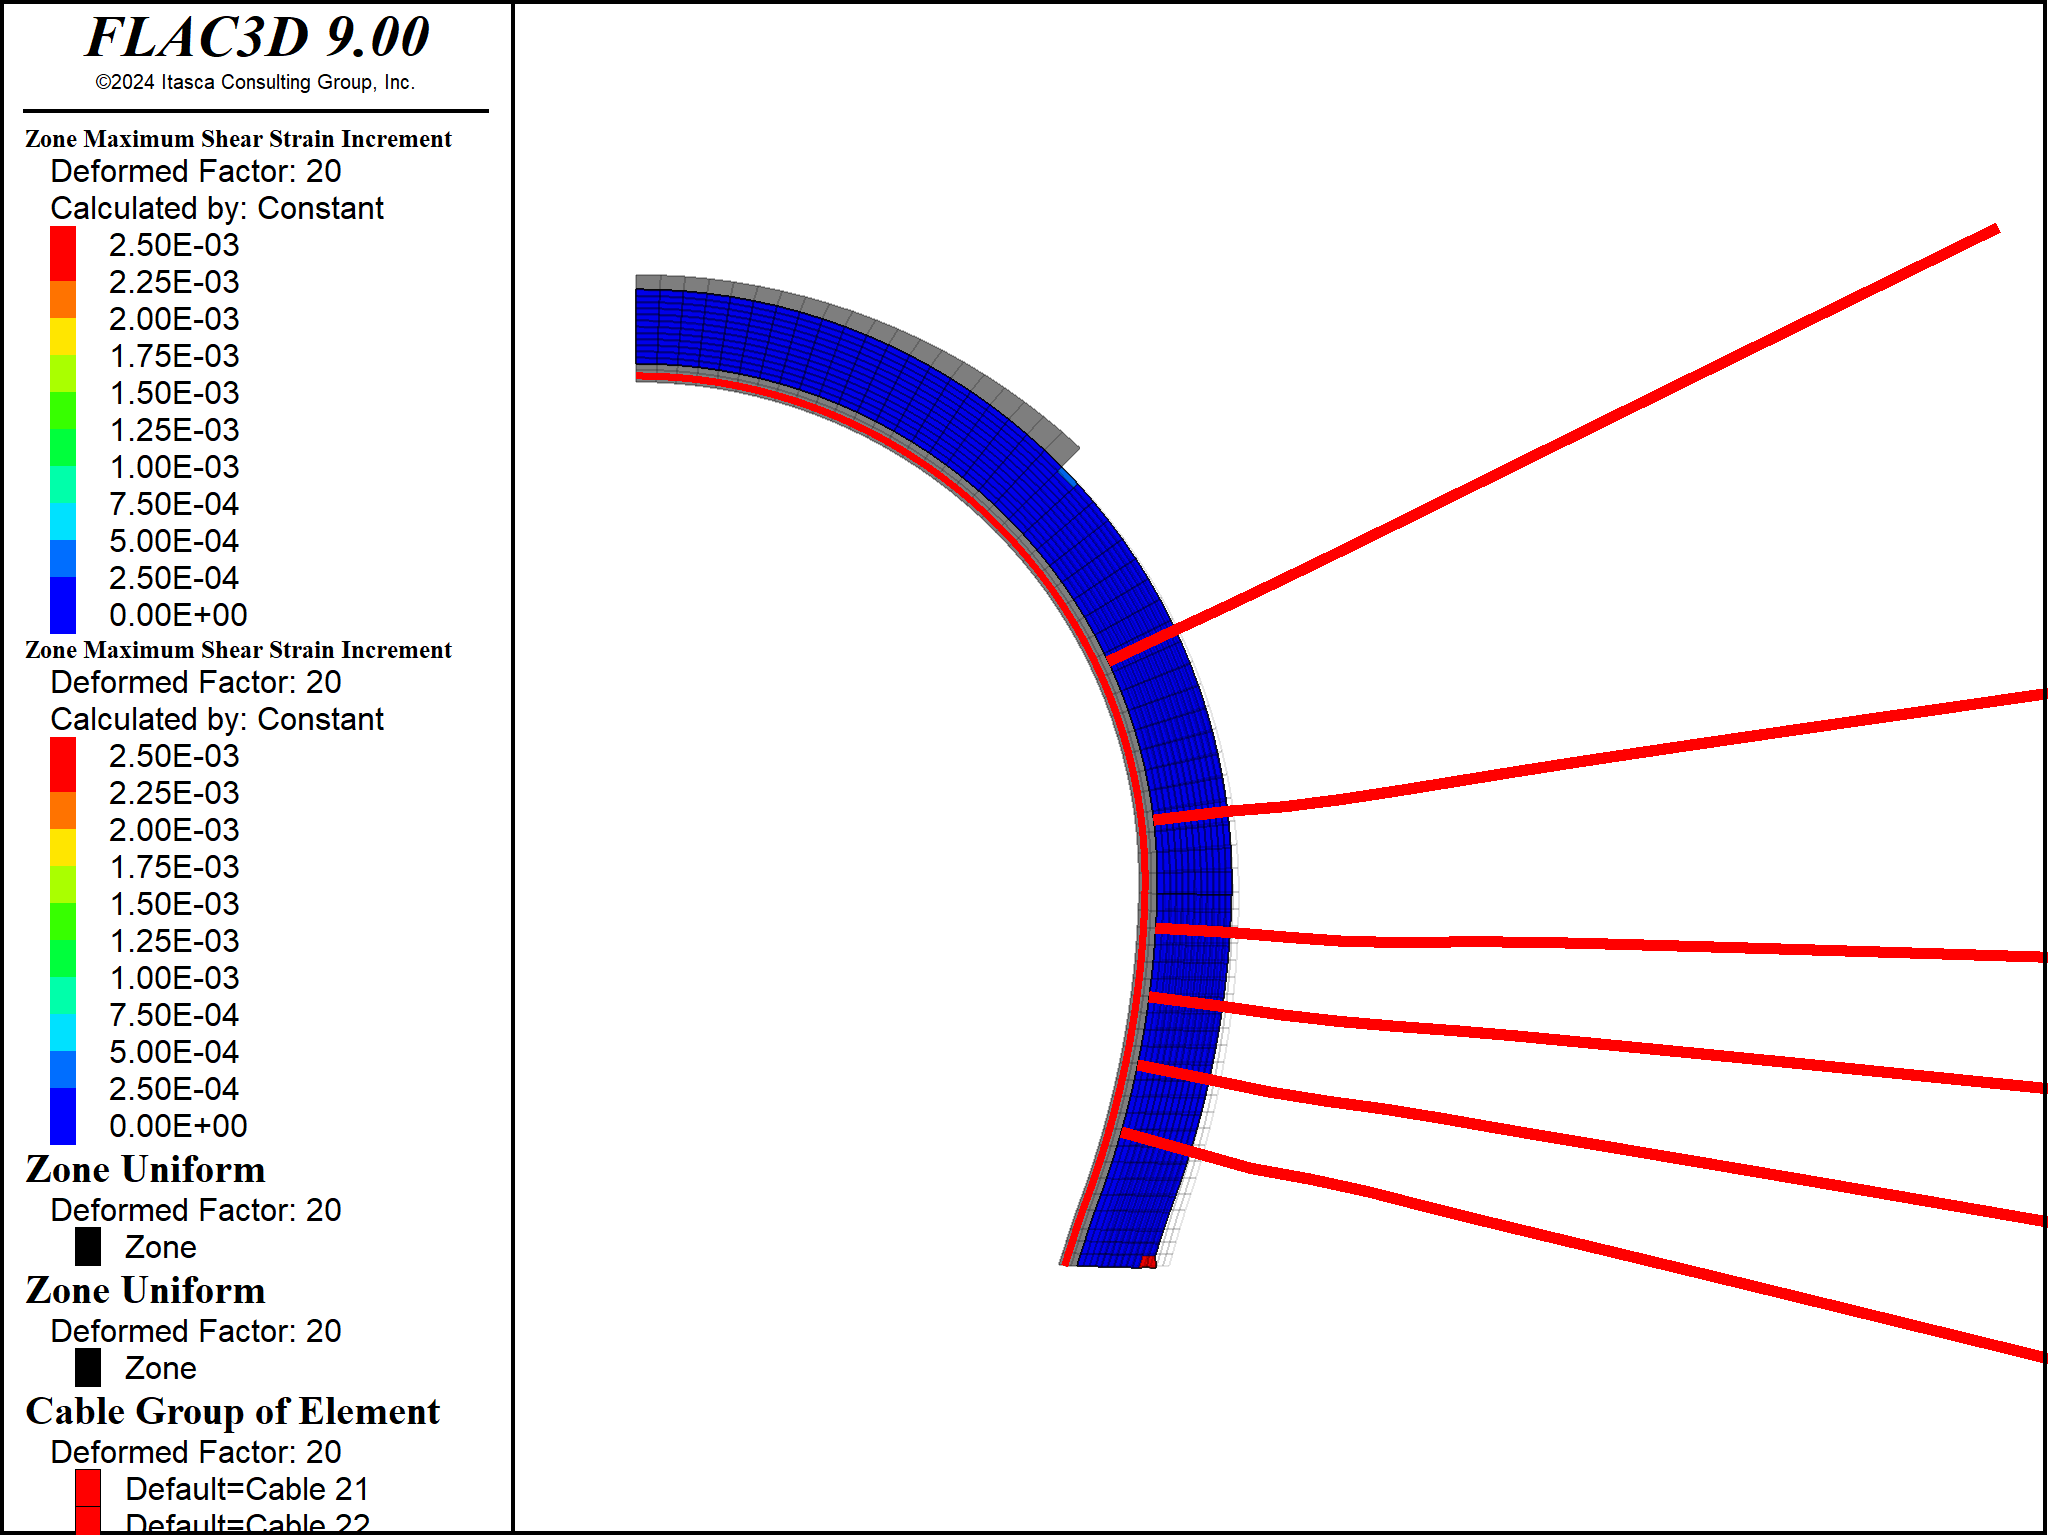 FLAC3D 9.00
©2024 Itasca Consulting Group, Inc.
Zone Maximum Shear Strain Increment
Deformed Factor: 20
Calculated by: Constant
2.50E-03
2.25E-03
2.00E-03
1.75E-03
1.50E-03
1.25E-03
1.00E-03
7.50E-04
5.00E-04
2.50E-04
0.00E+00
Zone Maximum Shear Strain Increment
Deformed Factor: 20
Calculated by: Constant
2.50E-03
2.25E-03
2.00E-03
1.75E-03
1.50E-03
1.25E-03
1.00E-03
7.50E-04
5.00E-04
2.50E-04
0.00E+00
Zone Uniform
Deformed Factor: 20
Zone
Zone Uniform
Deformed Factor: 20
Zone
Cable Group of Element
Deformed Factor: 20
Default=Cable 21
Default=Cable 22